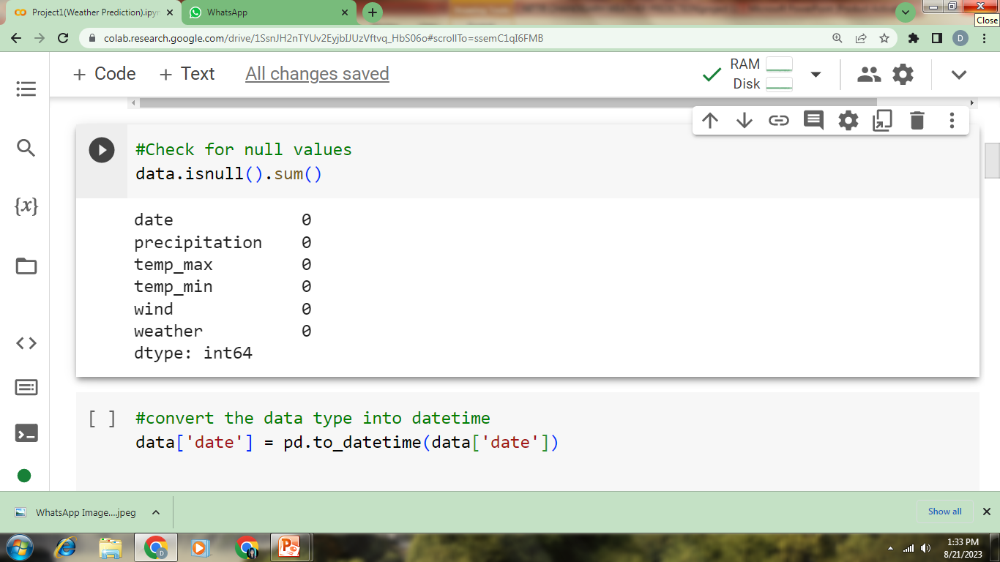 Project1(Weather Prediction).ipyn
WhatsApp
Close
colab.research.google.com/drive/1SsnJH2nTYUv2EyjbIJUzVftvq_HbS06o#scrollTo=ssemC1qI6FMB
D
+ Code + Text All changes saved
RAM
Disk
#Check for null values
data.isnull().sum()
{x}
date 0
precipitation 0
temp_max 0
temp_min 0
wind 0
weather 0
dtype: int64
[ ] #convert the data type into datetime
data['date'] = pd.to_datetime(data['date'])
WhatsApp Image....jpeg
Show all
1:33 PM
8/21/2023